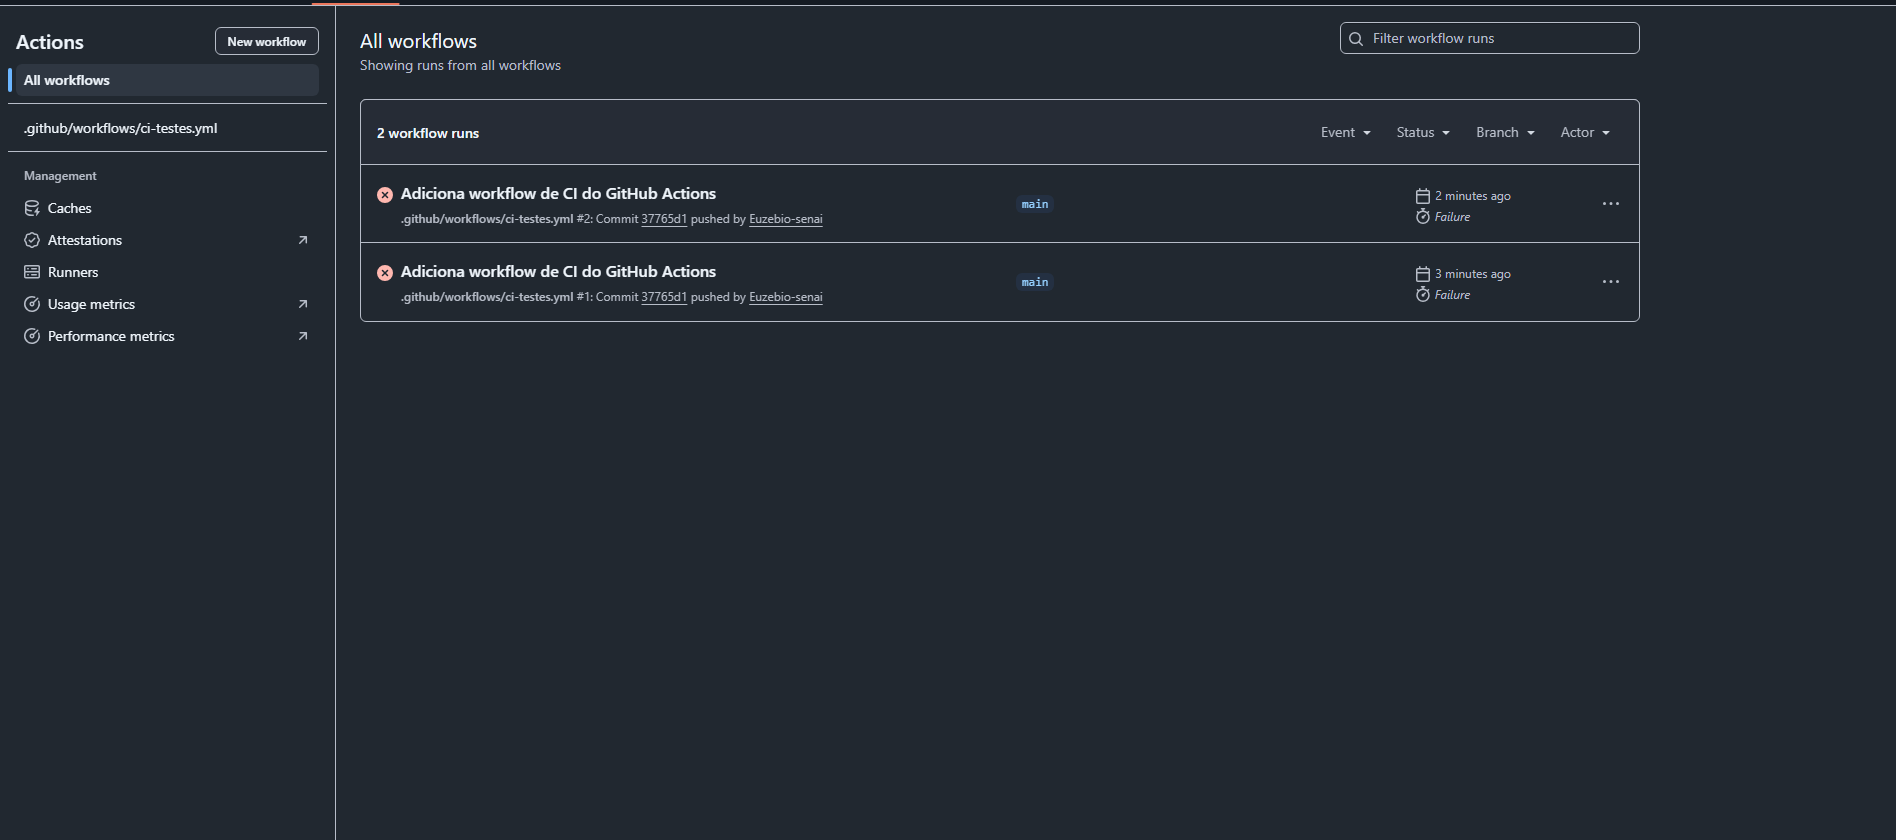 Actions
New workflow
All workflows
.github/workflows/ci-testes.yml
Management
Caches
Attestations
Runners
Usage metrics
Performance metrics
All workflows
Showing runs from all workflows
Filter workflow runs
2 workflow runs
Event
Status
Branch
Actor
Adiciona workflow de CI do GitHub Actions
.github/workflows/ci-testes.yml #2: Commit 37765d1 pushed by Euzebio-senai
main
2 minutes ago
Failure
Adiciona workflow de CI do GitHub Actions
.github/workflows/ci-testes.yml #1: Commit 37765d1 pushed by Euzebio-senai
main
3 minutes ago
Failure